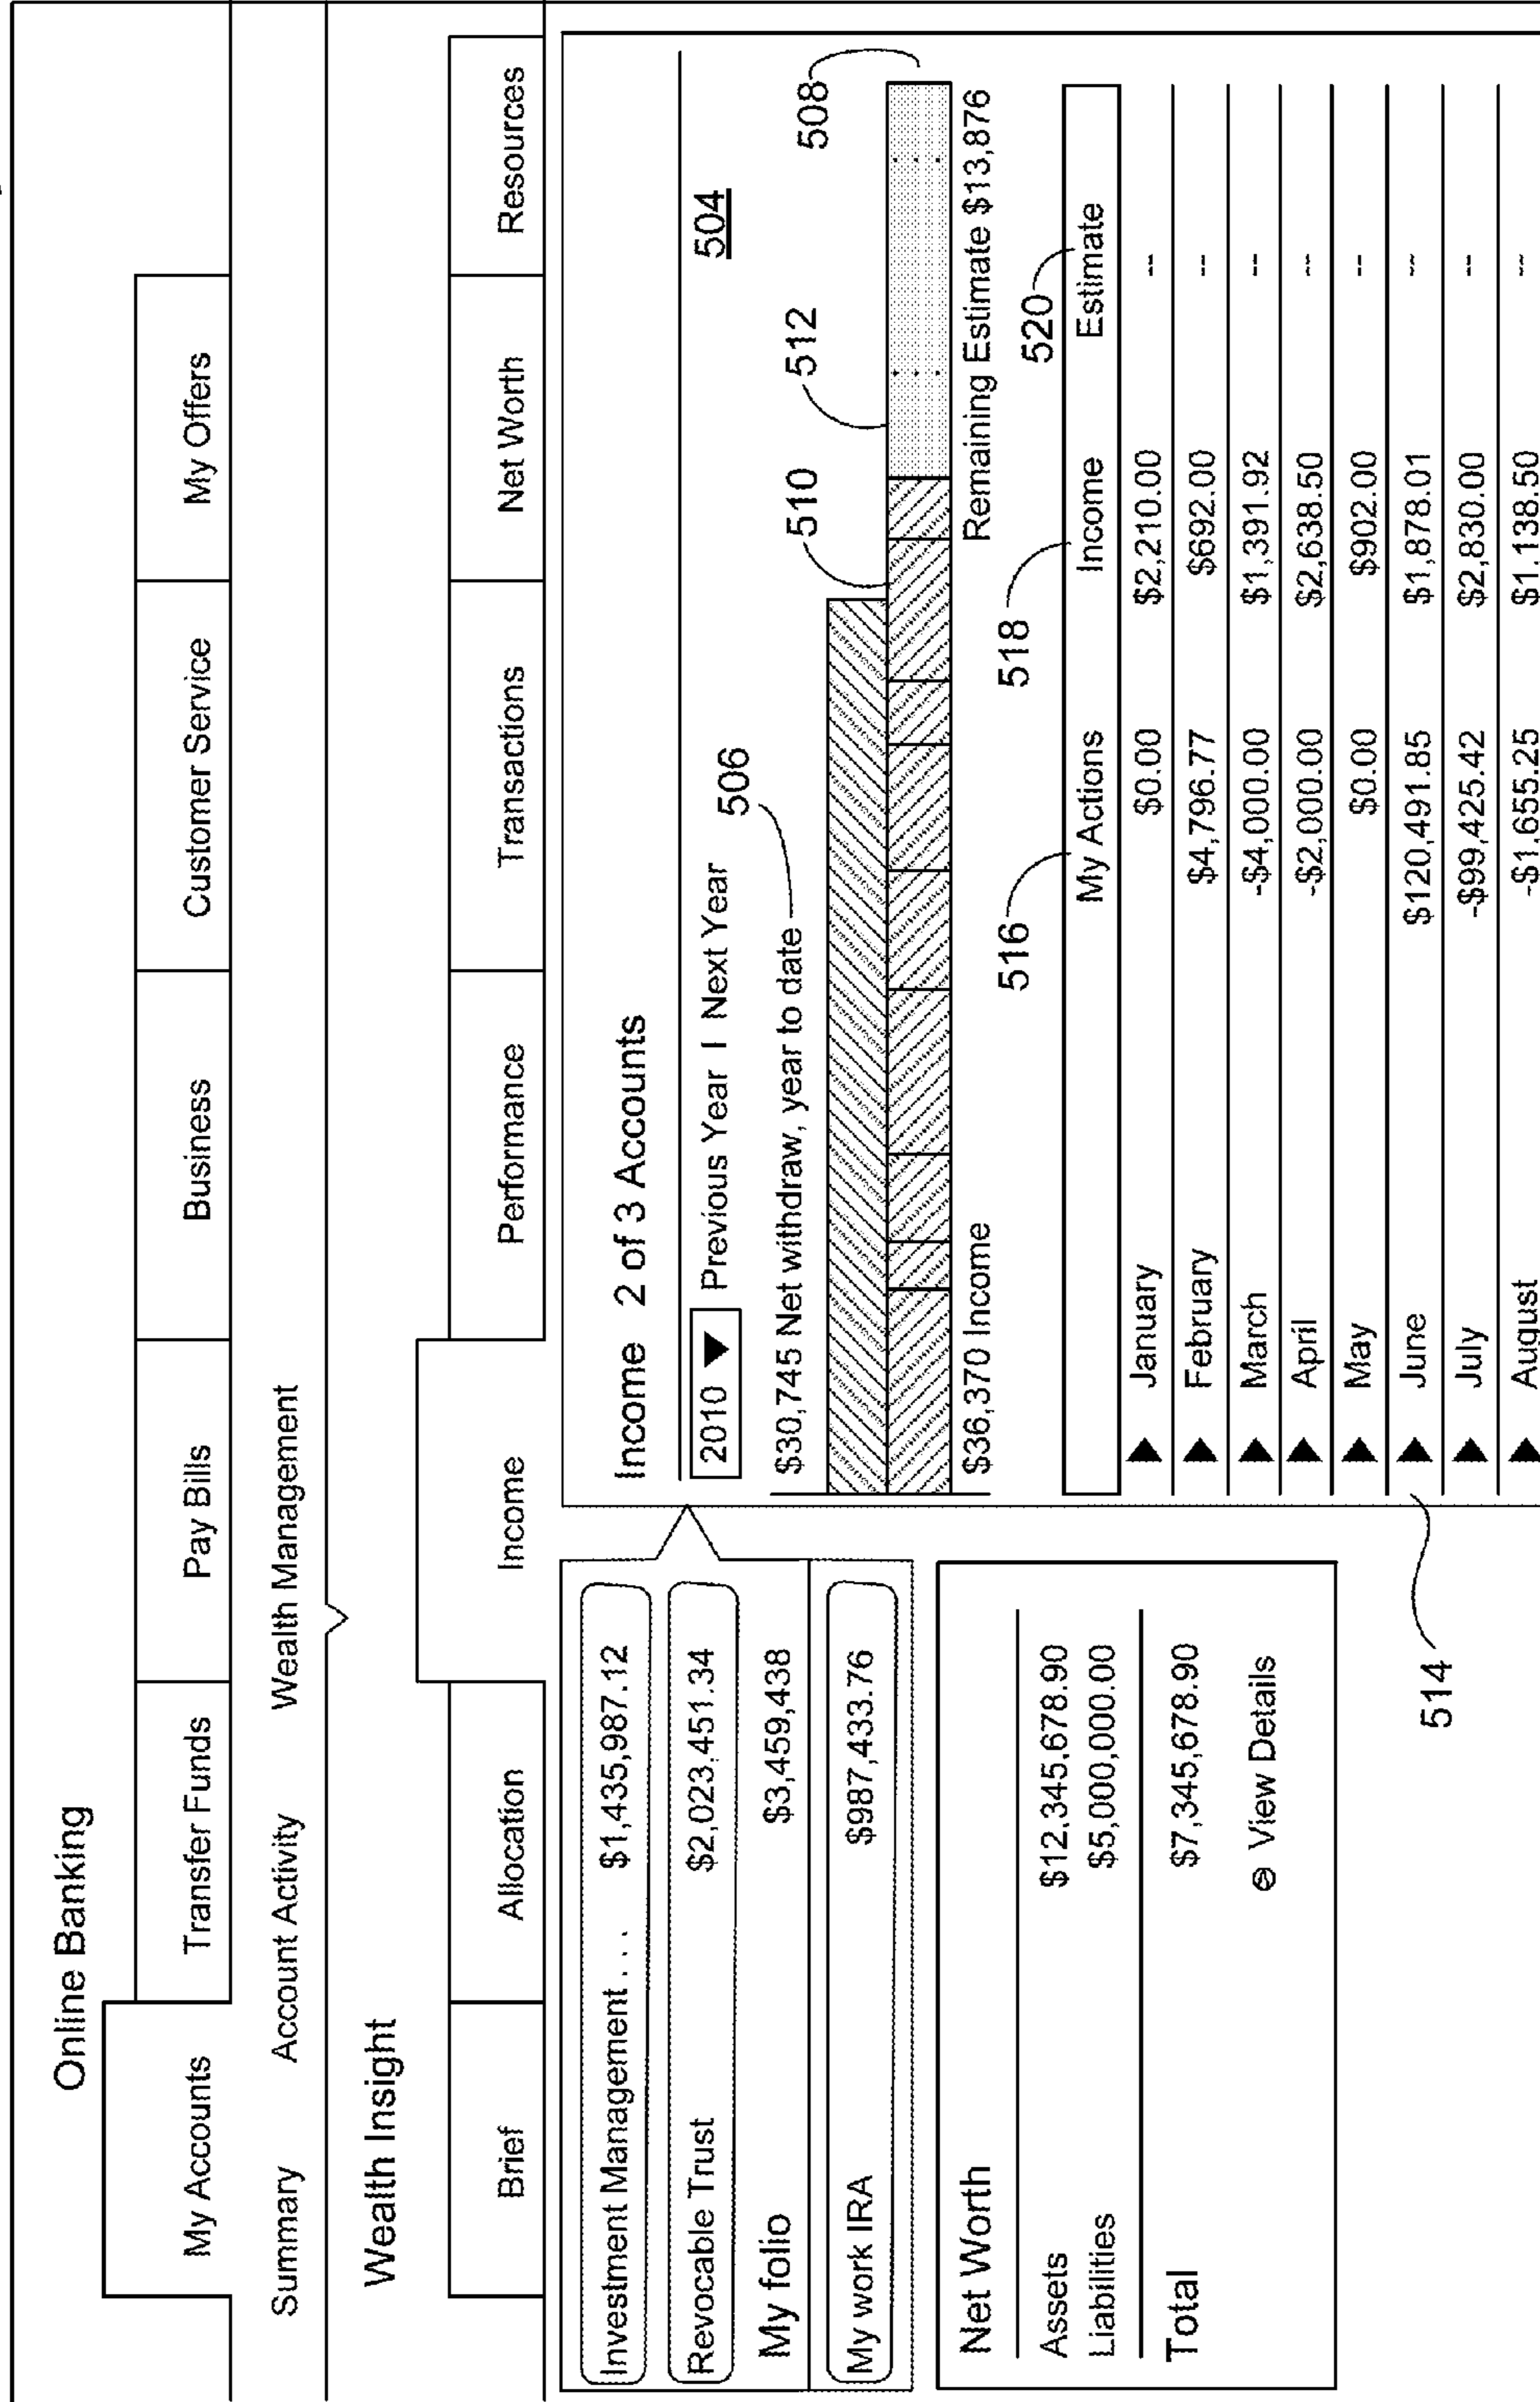 Online Banking
My Accounts Transfer Funds Pay Bills Business Customer Service My Offers
Summary Account Activity Wealth Management
Wealth Insight
Brief Allocation Income Performance Transactions Net Worth Resources
Investment Management . . . $1,435,987.12
Revocable Trust $2,023,451.34
My folio $3,459,438
My work IRA $987,433.76
Net Worth
Assets $12,345,678.90
Liabilities $5,000,000.00
Total $7,345,678.90
View Details
Income 2 of 3 Accounts
2010 ▼ Previous Year | Next Year
504
506
$30,745 Net withdraw, year to date
510
512
508
$36,370 Income Remaining Estimate $13,876
516
518
520
My Actions Income Estimate
January $0.00 $2,210.00 --
February $4,796.77 $692.00 --
March -$4,000.00 $1,391.92 --
April -$2,000.00 $2,638.50 --
May $0.00 $902.00 --
June $120,491.85 $1,878.01 --
July -$99,425.42 $2,830.00 --
August -$1,655.25 $1,138.50 --
514